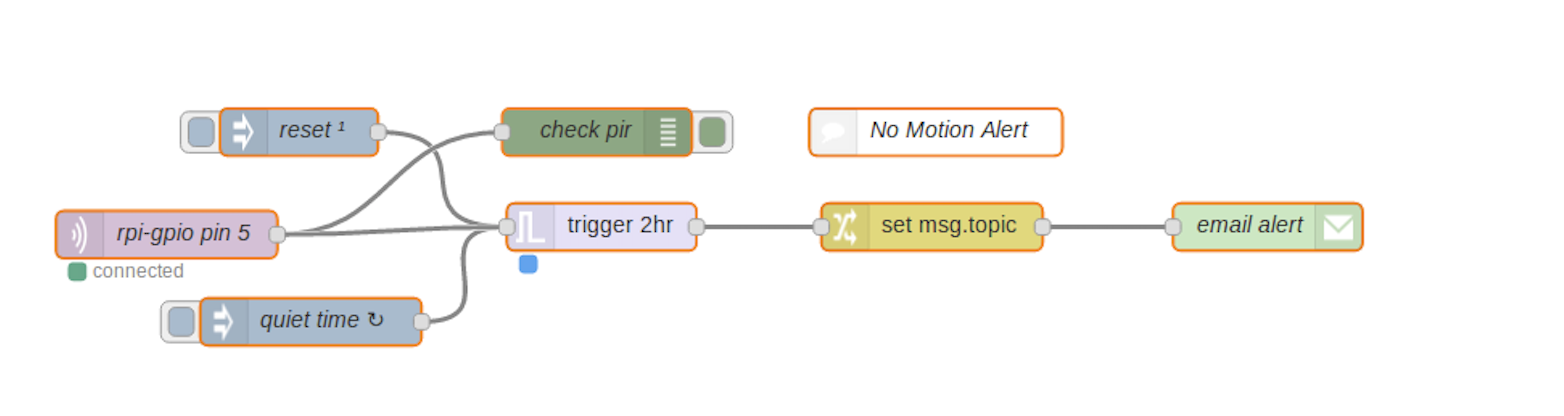 reset ¹
check pir
No Motion Alert
rpi-gpio pin 5
trigger 2hr
set msg.topic
email alert
connected
quiet time ↻